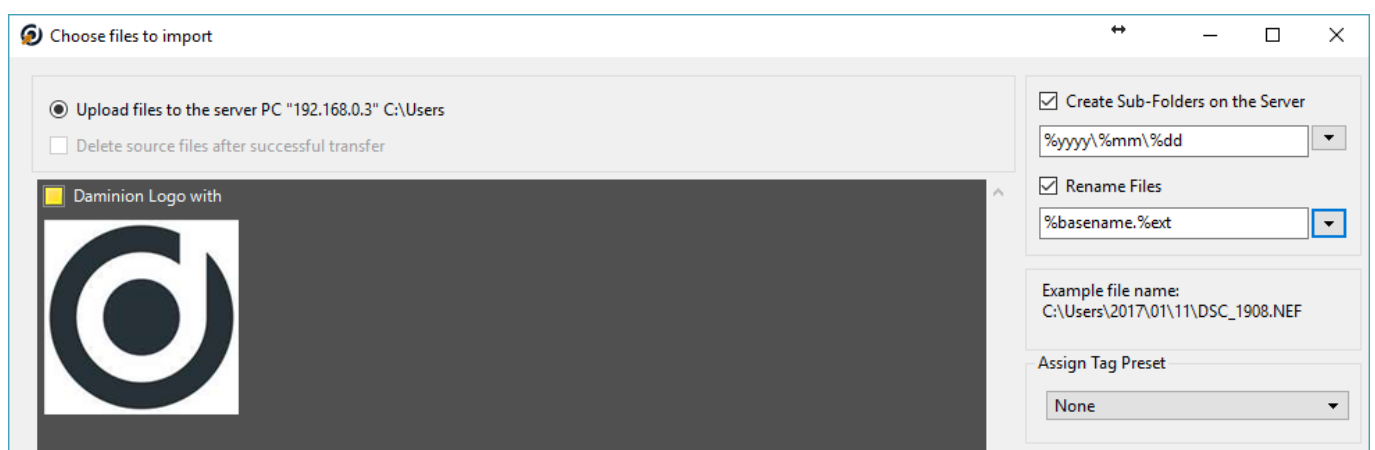 Choose files to import
Upload files to the server PC "192.168.0.3" C:\Users
Delete source files after successful transfer
Daminion Logo with
Create Sub-Folders on the Server
%yyyy\%mm\%dd
Rename Files
%basename.%ext
Example file name:
C:\Users\2017\01\11\DSC_1908.NEF
Assign Tag Preset
None